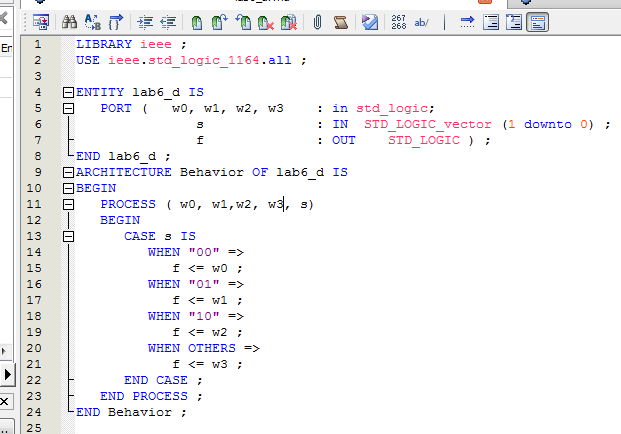 267
268
ab/
En
1 LIBRARY ieee ;
2 USE ieee.std_logic_1164.all ;
3
4 ENTITY lab6_d IS
5 PORT ( w0, w1, w2, w3 : in std_logic;
6 s : IN STD_LOGIC_vector (1 downto 0) ;
7 f : OUT STD_LOGIC ) ;
8 END lab6_d ;
9 ARCHITECTURE Behavior OF lab6_d IS
10 BEGIN
11 PROCESS ( w0, w1,w2, w3, s)
12 BEGIN
13 CASE s IS
14 WHEN "00" =>
15 f <= w0 ;
16 WHEN "01" =>
17 f <= w1 ;
18 WHEN "10" =>
19 f <= w2 ;
20 WHEN OTHERS =>
21 f <= w3 ;
22 END CASE ;
23 END PROCESS ;
24 END Behavior ;
25